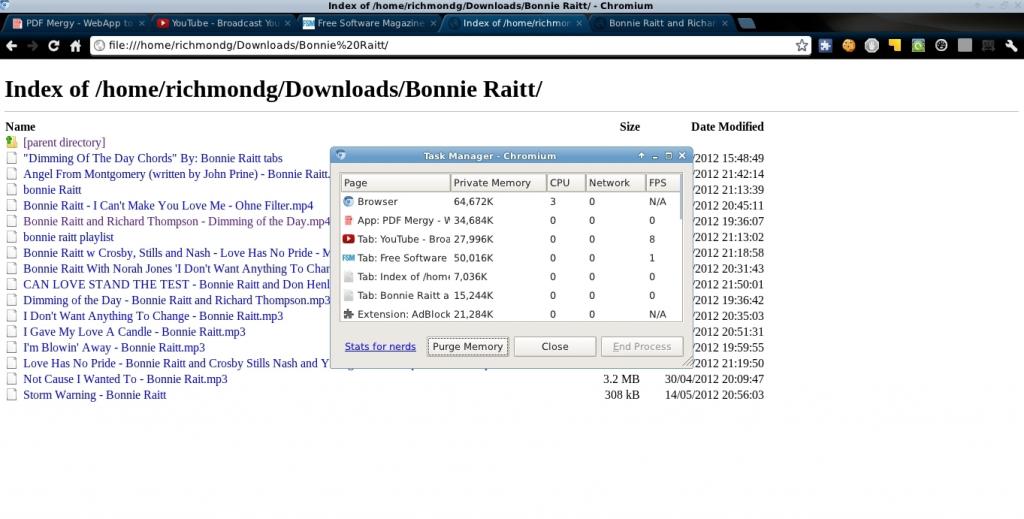 Index of /home/richmondg/Downloads/Bonnie Raitt/ - Chromium
PDF Mergy - WebApp to
YouTube - Broadcast You
Free Software Magazine
Index of /home/richmon
Bonnie Raitt and Richar
file:///home/richmondg/Downloads/Bonnie%20Raitt/
Index of /home/richmondg/Downloads/Bonnie Raitt/
Name Size Date Modified
[parent directory]
"Dimming Of The Day Chords" By: Bonnie Raitt tabs /2012 15:48:49
Angel From Montgomery (written by John Prine) - Bonnie Raitt. /2012 21:42:14
bonnie Raitt /2012 21:13:39
Bonnie Raitt - I Can't Make You Love Me - Ohne Filter.mp4 /2012 20:45:11
Bonnie Raitt and Richard Thompson - Dimming of the Day.mp4 /2012 19:36:07
bonnie raitt playlist /2012 21:13:02
Bonnie Raitt w Crosby, Stills and Nash - Love Has No Pride - M /2012 21:18:58
Bonnie Raitt With Norah Jones 'I Don't Want Anything To Chan /2012 20:31:43
CAN LOVE STAND THE TEST - Bonnie Raitt and Don Henl /2012 21:50:01
Dimming of the Day - Bonnie Raitt and Richard Thompson.mp3 /2012 19:36:42
I Don't Want Anything To Change - Bonnie Raitt.mp3 /2012 20:35:03
I Gave My Love A Candle - Bonnie Raitt.mp3 /2012 20:51:31
I'm Blowin' Away - Bonnie Raitt.mp3 /2012 19:59:55
Love Has No Pride - Bonnie Raitt and Crosby Stills Nash and Y /2012 21:19:50
Not Cause I Wanted To - Bonnie Rait.mp3 3.2 MB 30/04/2012 20:09:47
Storm Warning - Bonnie Raitt 308 kB 14/05/2012 20:56:03
Task Manager - Chromium
Page Private Memory CPU Network FPS
Browser 64,672K 3 0 N/A
App: PDF Mergy - W 34,684K 0 0 0
Tab: YouTube - Broa 27,996K 0 0 8
FSM Tab: Free Software 50,016K 0 0 1
Tab: Index of /hom 7,036K 0 0 0
Tab: Bonnie Raitt a 15,244K 0 0 0
Extension: AdBlock 21,284K 0 0 N/A
Stats for nerds
Purge Memory
Close
End Process